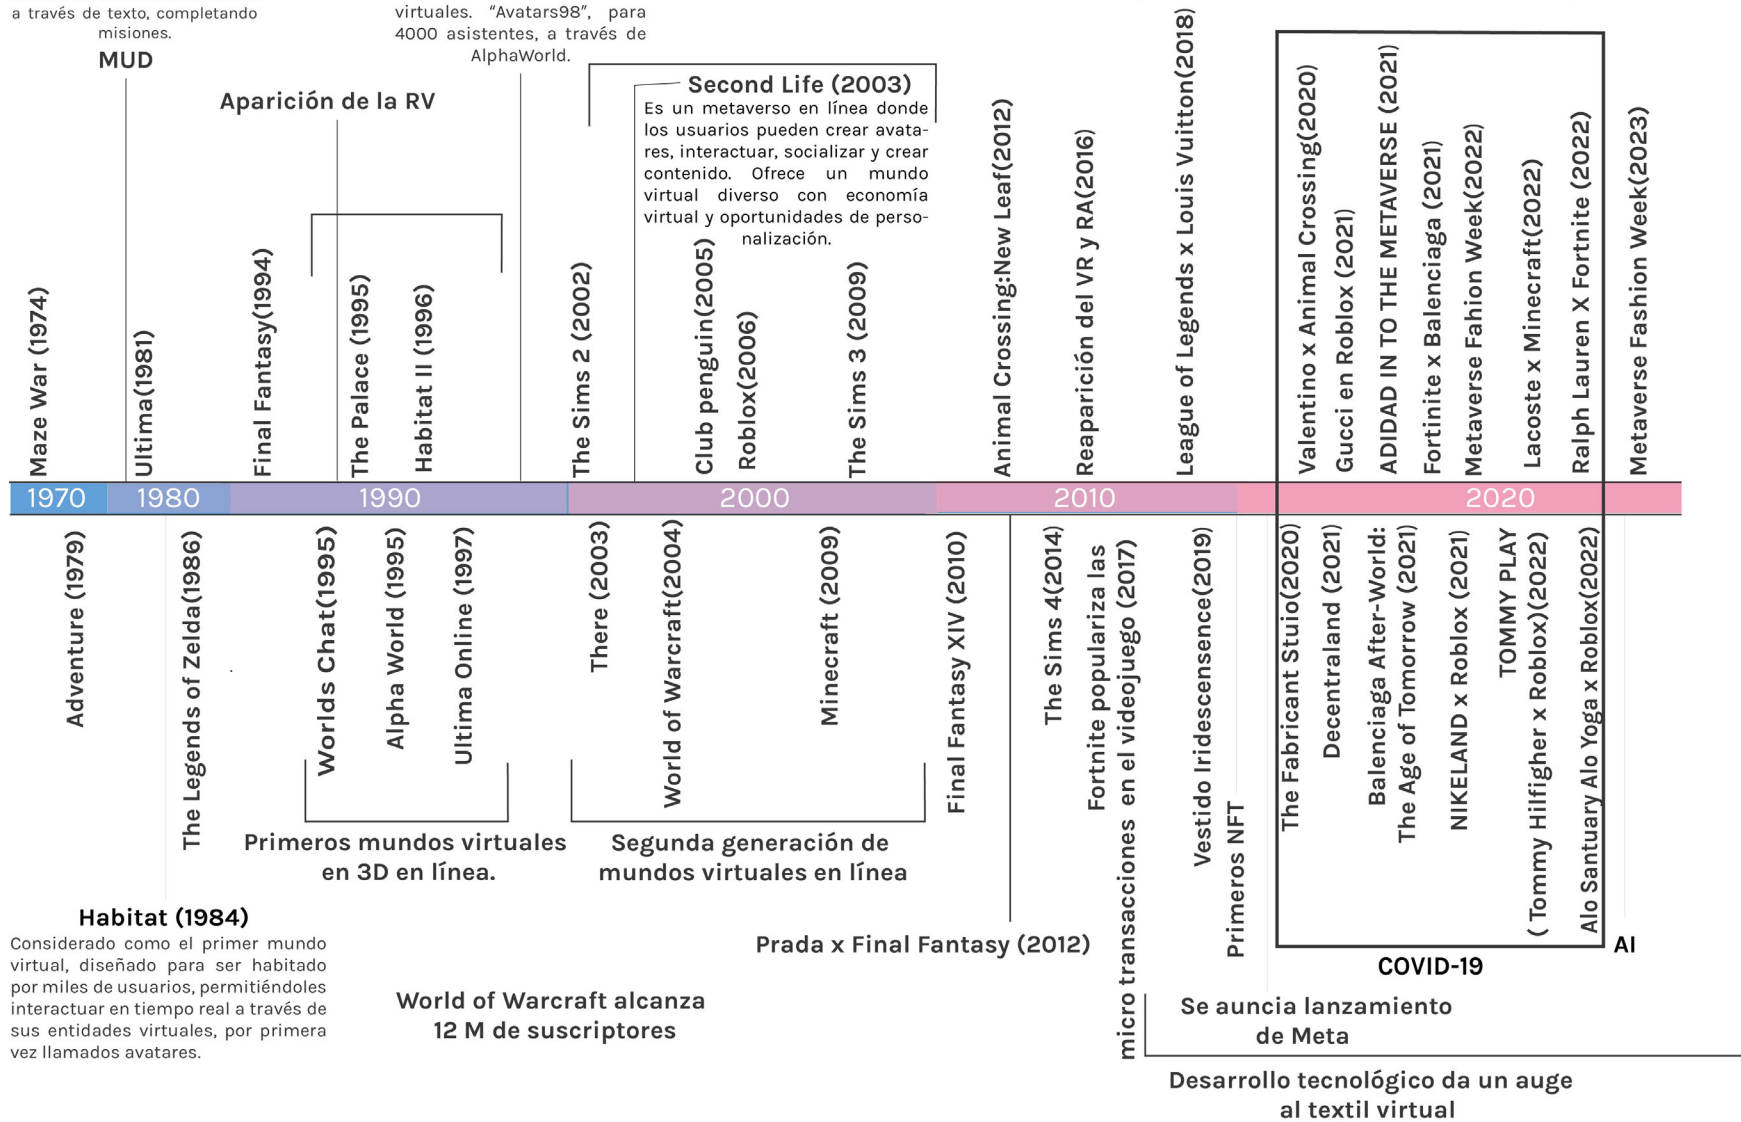 a través de texto, completando
misiones.
MUD
virtuales. “Avatars98”, para
4000 asistentes, a través de
AlphaWorld.
Aparición de la RV
Second Life (2003)
Es un metaverso en línea donde
los usuarios pueden crear avata-
res, interactuar, socializar y crear
contenido. Ofrece un mundo
virtual diverso con economía
virtual y oportunidades de perso-
nalización.
Maze War (1974)
Ultima(1981)
Final Fantasy(1994)
The Palace (1995)
Habitat II (1996)
The Sims 2 (2002)
Club penguin(2005)
Roblox(2006)
The Sims 3 (2009)
Animal Crossing:New Leaf(2012)
Reaparición del VR y RA(2016)
League of Legends x Louis Vuitton(2018)
Valentino x Animal Crossing(2020)
Gucci en Roblox (2021)
ADIDAD IN TO THE METAVERSE (2021)
Fortinite x Balenciaga (2021)
Metaverse Fahion Week(2022)
Lacoste x Minecraft(2022)
Ralph Lauren X Fortnite (2022)
Metaverse Fashion Week(2023)
1970
1980
1990
2000
2010
2020
Adventure (1979)
The Legends of Zelda(1986)
Worlds Chat(1995)
Alpha World (1995)
Ultima Online (1997)
There (2003)
World of Warcraft(2004)
Minecraft (2009)
Final Fantasy XIV (2010)
The Sims 4(2014)
Fortnite populariza las
micro transacciones en el videojuego (2017)
Vestido Iridescensence(2019)
Primeros NFT
The Fabricant Stuio(2020)
Decentraland (2021)
Balenciaga After-World:
The Age of Tomorrow (2021)
NIKELAND x Roblox (2021)
TOMMY PLAY
( Tommy Hilfigher x Roblox)(2022)
Alo Santuary Alo Yoga x Roblox(2022)
Primeros mundos virtuales
en 3D en línea.
Segunda generación de
mundos virtuales en línea
Habitat (1984)
Considerado como el primer mundo
virtual, diseñado para ser habitado
por miles de usuarios, permitiéndoles
interactuar en tiempo real a través de
sus entidades virtuales, por primera
vez llamados avatares.
Prada x Final Fantasy (2012)
AI
COVID-19
World of Warcraft alcanza
12 M de suscriptores
Se auncia lanzamiento
de Meta
Desarrollo tecnológico da un auge
al textil virtual